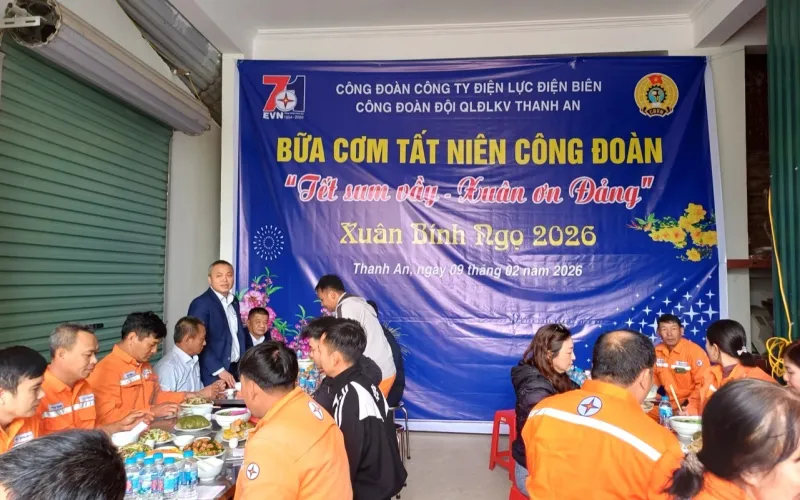 71
EVN
CÔNG ĐOÀN CÔNG TY ĐIỆN LỰC ĐIỆN BIÊN
CÔNG ĐOÀN ĐỘI QLĐLKV THANH AN
BỮA CƠM TẤT NIÊN CÔNG ĐOÀN
"Tết sum vầy - Xuân ơn Đảng"
Xuân Bính Ngọ 2026
Thanh An, ngày 09 tháng 02 năm 2026